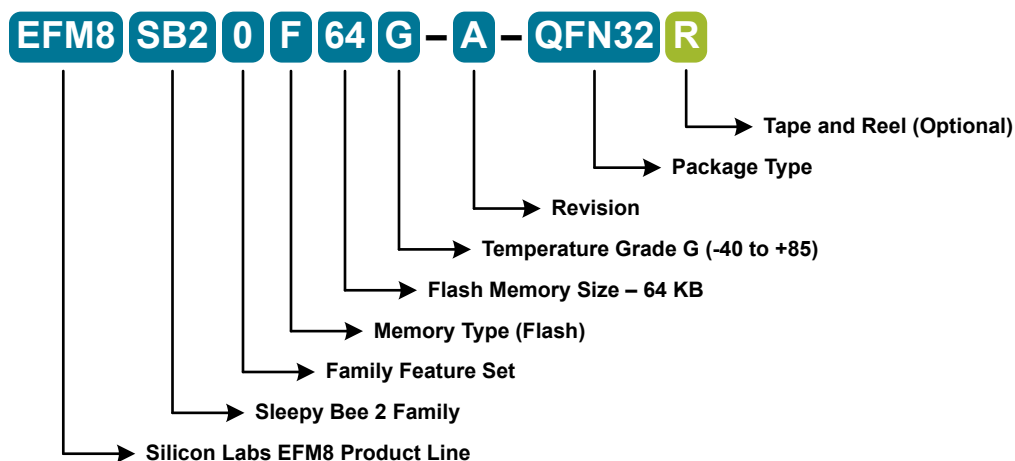 EFM8 SB2 0 F 64 G – A – QFN32 R
Tape and Reel (Optional)
Package Type
Revision
Temperature Grade G (-40 to +85)
Flash Memory Size – 64 KB
Memory Type (Flash)
Family Feature Set
Sleepy Bee 2 Family
Silicon Labs EFM8 Product Line